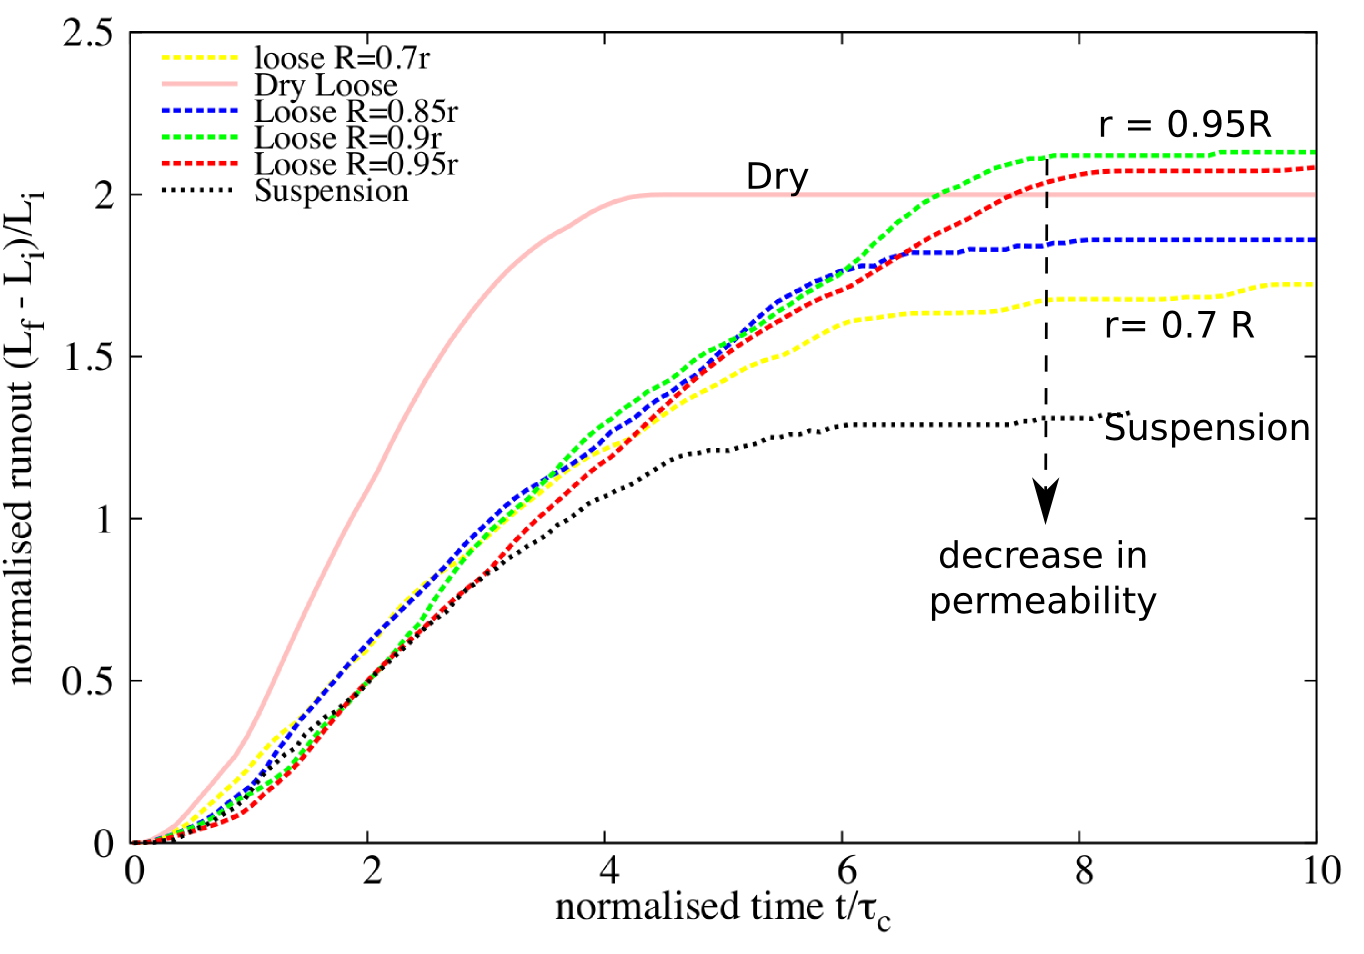 2.5
2
1.5
1
0.5
0
normalised runout (Lf - Li)/Li
loose R=0.7r
Dry Loose
Loose R=0.85r
Loose R=0.9r
Loose R=0.95r
Suspension
Dry
r = 0.95R
r= 0.7 R
Suspension
decrease in
permeability
0 2 4 6 8 10
normalised time t/τc